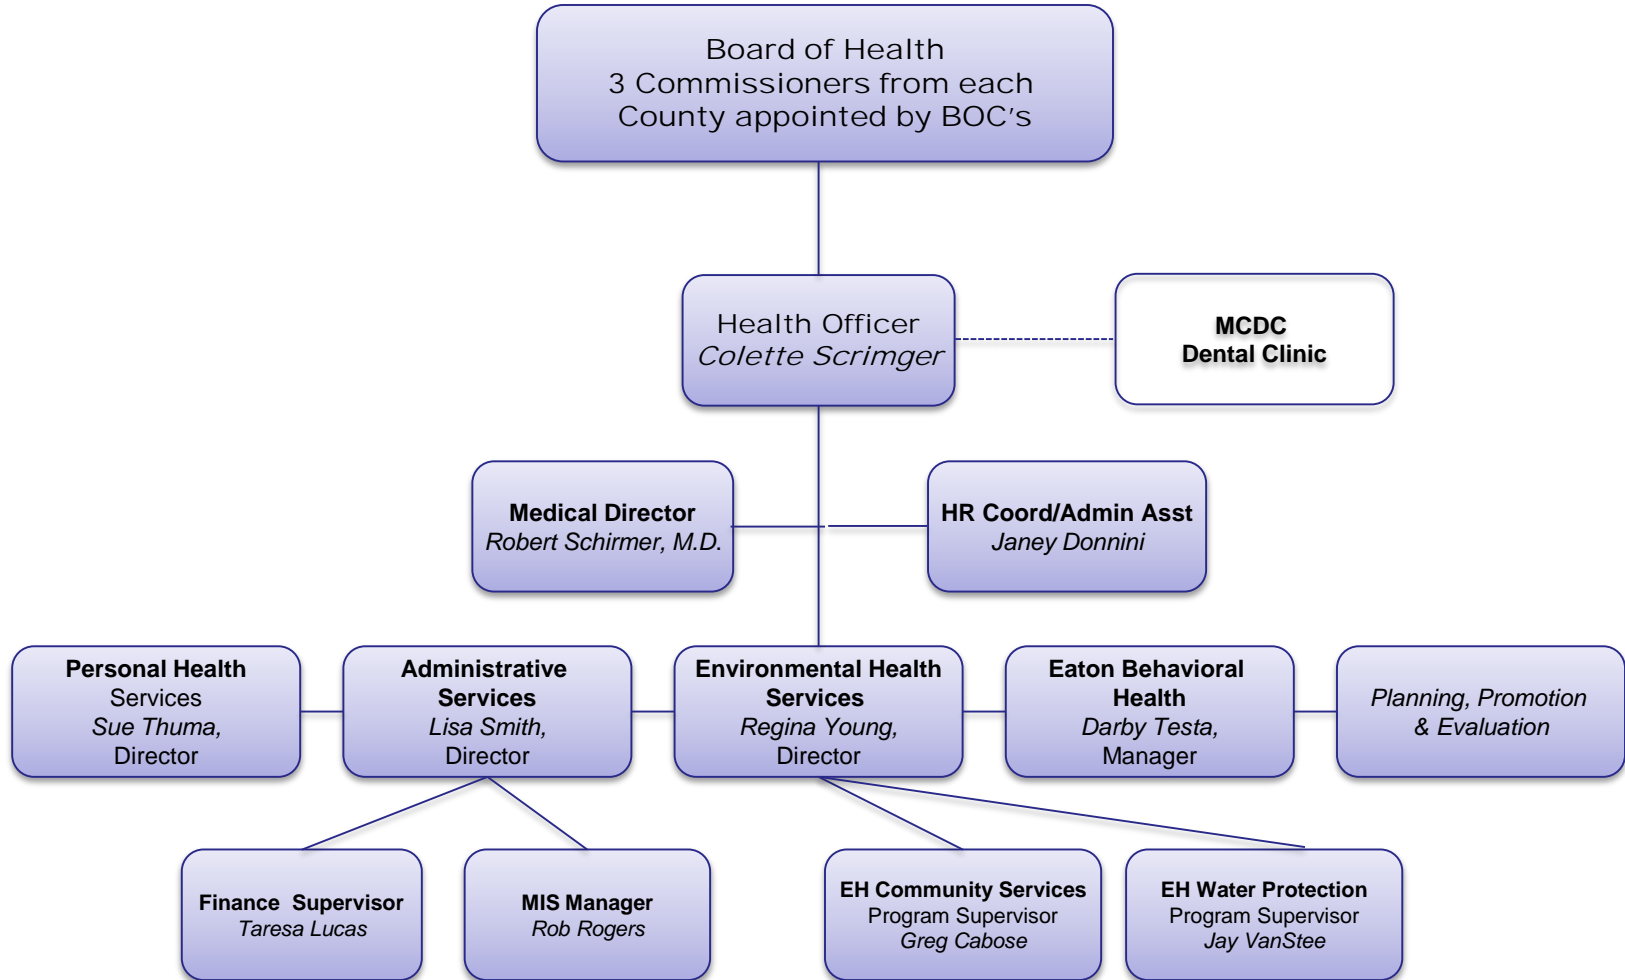 Board of Health
3 Commissioners from each
County appointed by BOC's
Health Officer
Colette Scrimger
MCDC
Dental Clinic
Medical Director
Robert Schirmer, M.D.
HR Coord/Admin Asst
Janey Donnini
Personal Health
Services
Sue Thuma,
Director
Administrative
Services
Lisa Smith,
Director
Environmental Health
Services
Regina Young,
Director
Eaton Behavioral
Health
Darby Testa,
Manager
Planning, Promotion
& Evaluation
Finance Supervisor
Taresa Lucas
MIS Manager
Rob Rogers
EH Community Services
Program Supervisor
Greg Cabose
EH Water Protection
Program Supervisor
Jay VanStee